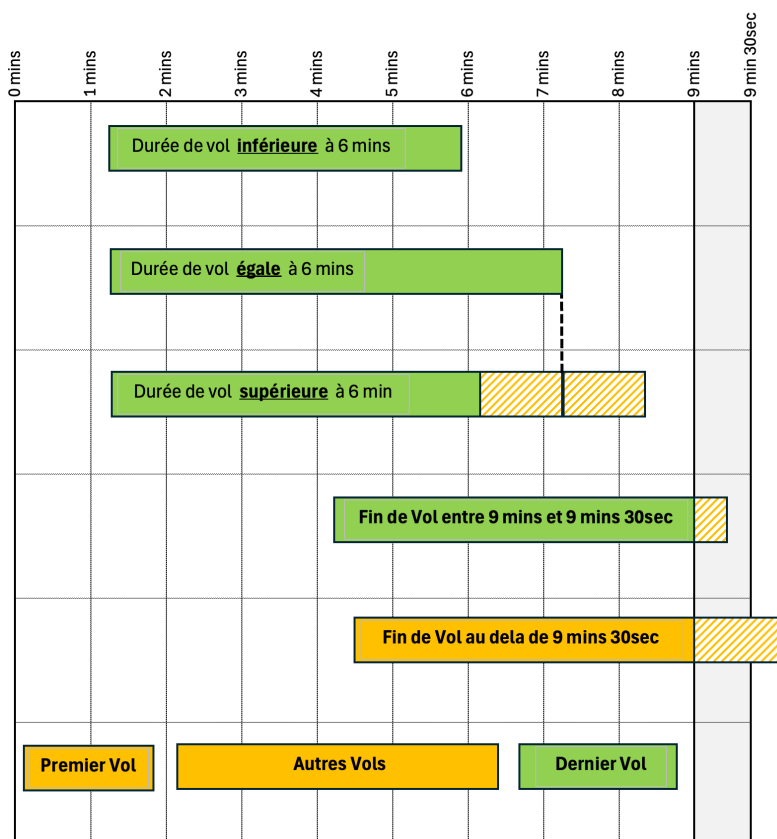 0 mins
1 mins
2 mins
3 mins
4 mins
5 mins
6 mins
7 mins
8 mins
9 mins
9 min 30sec
Durée de vol inférieure à 6 mins
Durée de vol égale à 6 mins
Durée de vol supérieure à 6 min
Fin de Vol entre 9 mins et 9 mins 30sec
Fin de Vol au dela de 9 mins 30sec
Premier Vol
Autres Vols
Dernier Vol